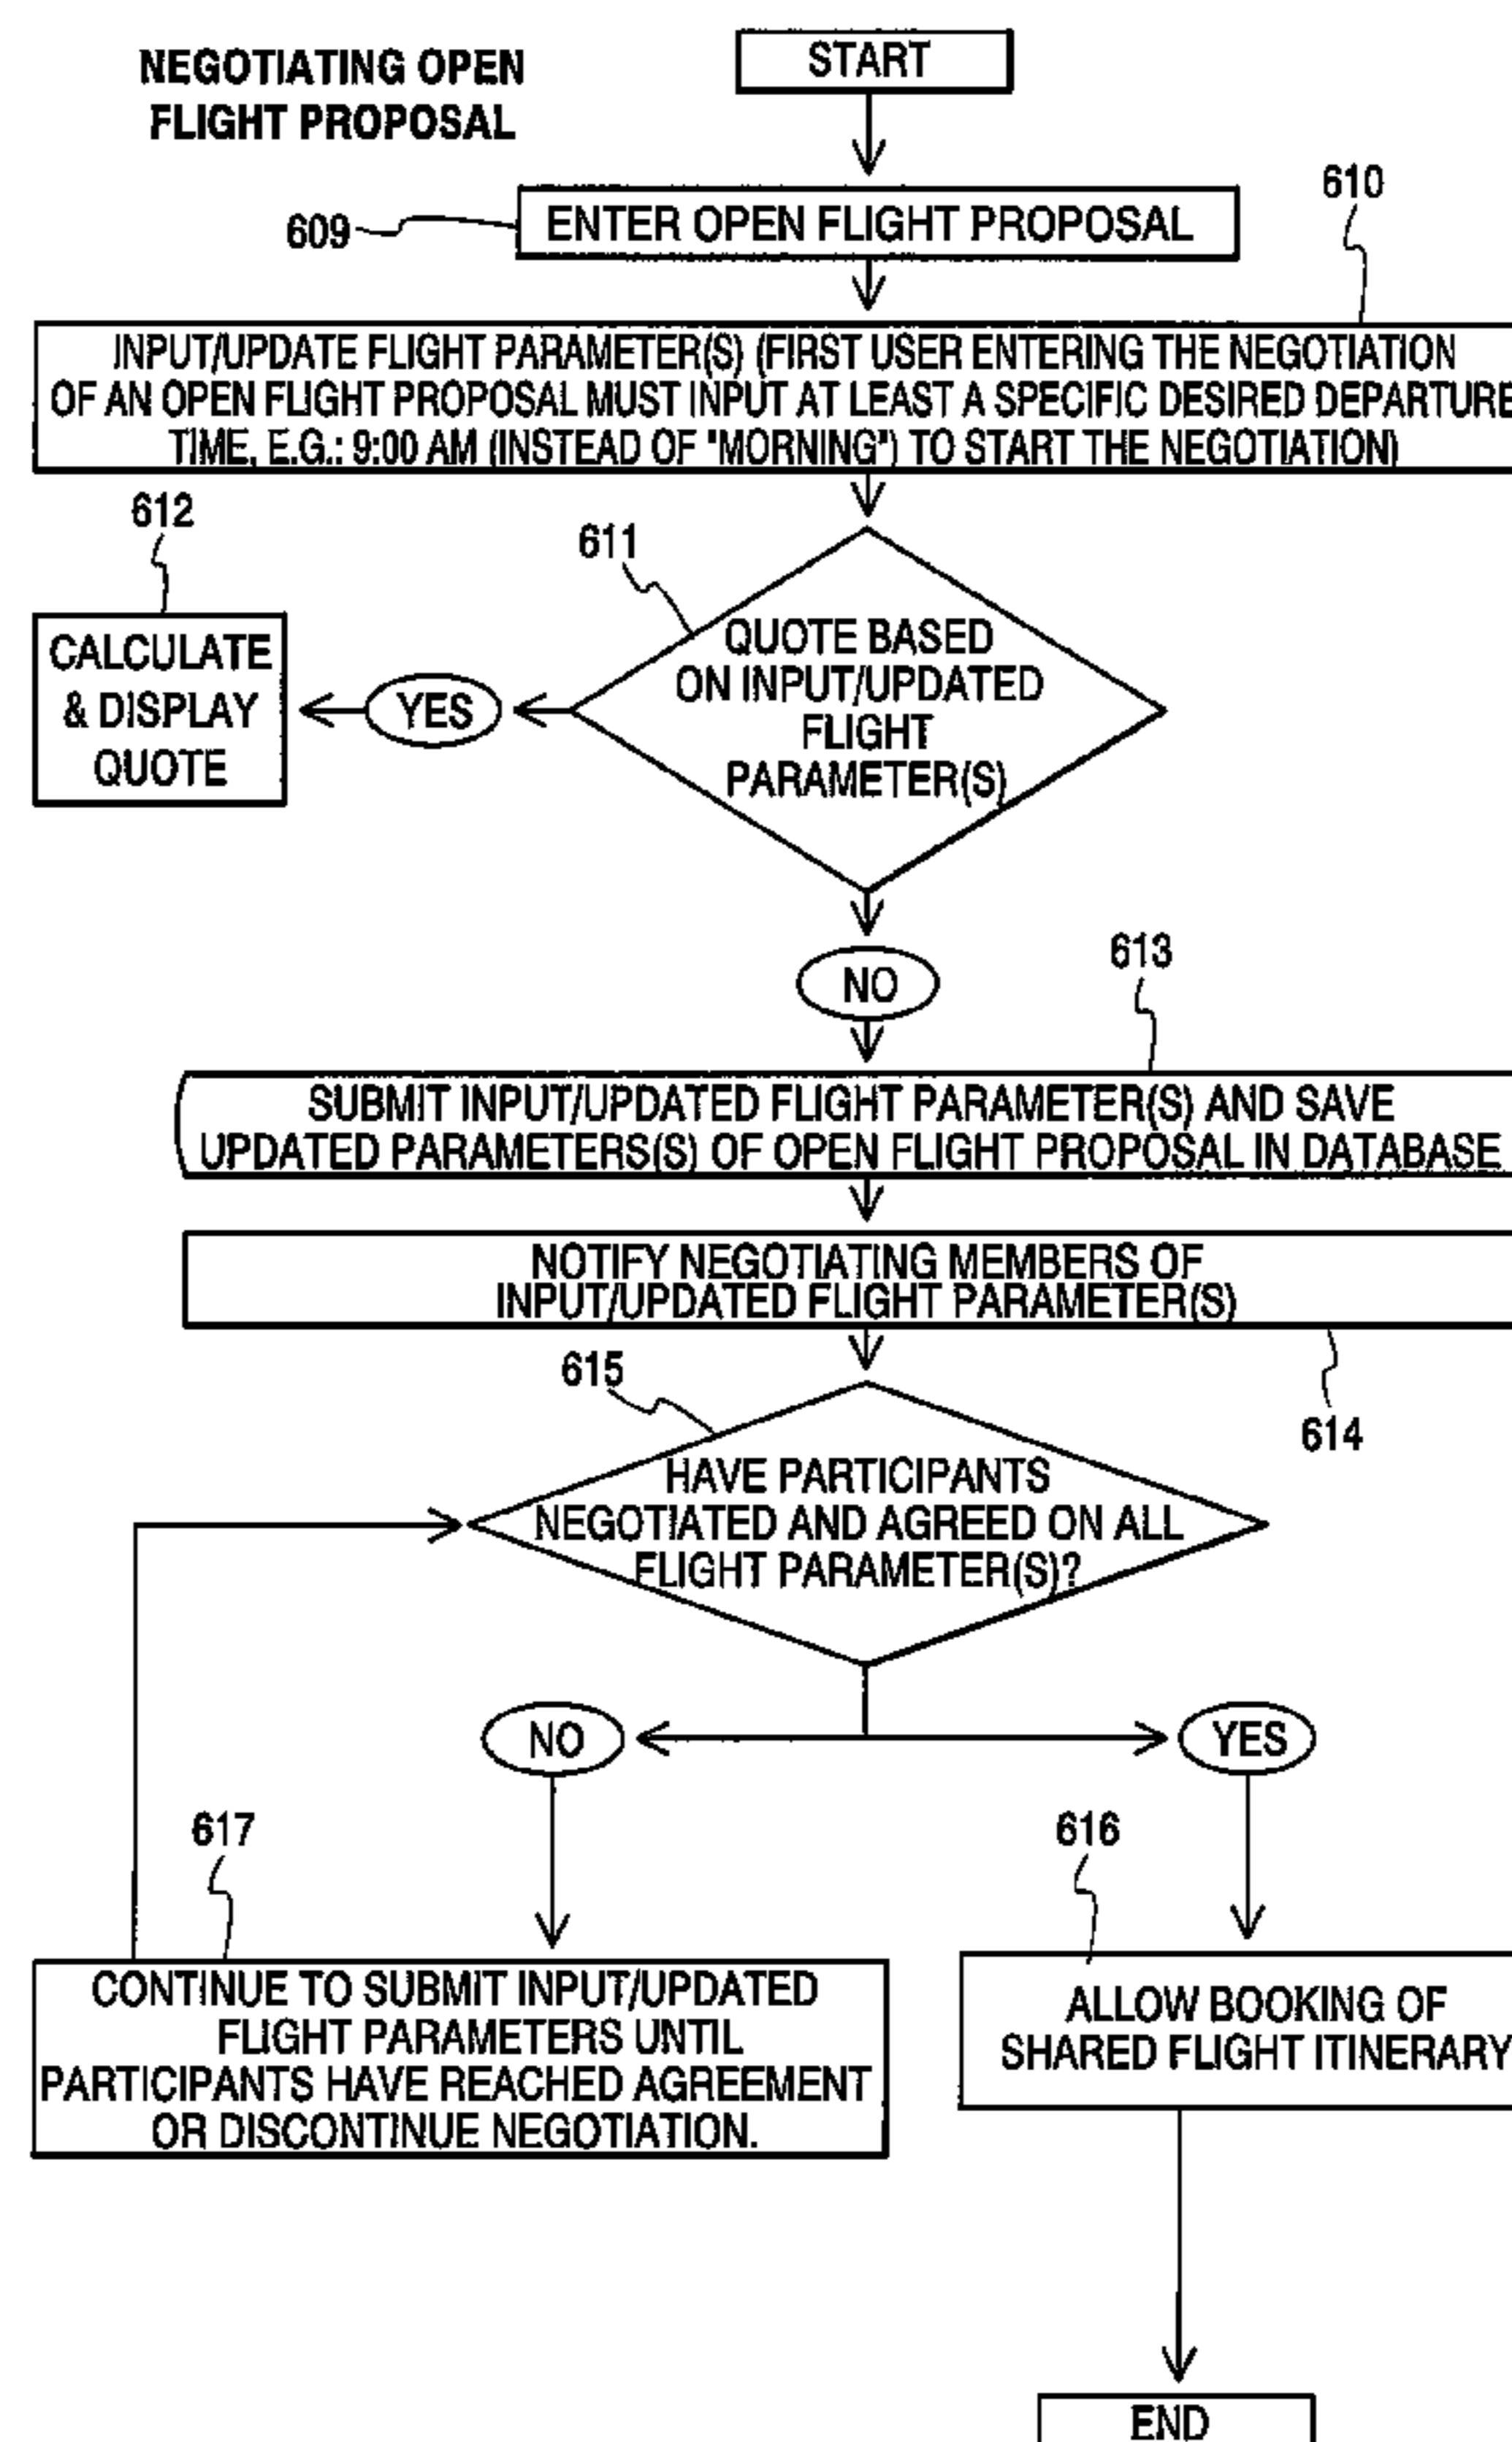 NEGOTIATING OPEN
FLIGHT PROPOSAL
START
609
ENTER OPEN FLIGHT PROPOSAL
610
INPUT/UPDATE FLIGHT PARAMETER(S) (FIRST USER ENTERING THE NEGOTIATION
OF AN OPEN FLIGHT PROPOSAL MUST INPUT AT LEAST A SPECIFIC DESIRED DEPARTURE
TIME, E.G.: 9:00 AM (INSTEAD OF "MORNING") TO START THE NEGOTIATION)
612
611
CALCULATE
& DISPLAY
QUOTE
YES
QUOTE BASED
ON INPUT/UPDATED
FLIGHT
PARAMETER(S)
NO
613
SUBMIT INPUT/UPDATED FLIGHT PARAMETER(S) AND SAVE
UPDATED PARAMETERS(S) OF OPEN FLIGHT PROPOSAL IN DATABASE
NOTIFY NEGOTIATING MEMBERS OF
INPUT/UPDATED FLIGHT PARAMETER(S)
614
615
HAVE PARTICIPANTS
NEGOTIATED AND AGREED ON ALL
FLIGHT PARAMETER(S)?
NO
YES
617
616
CONTINUE TO SUBMIT INPUT/UPDATED
FLIGHT PARAMETERS UNTIL
PARTICIPANTS HAVE REACHED AGREEMENT
OR DISCONTINUE NEGOTIATION.
ALLOW BOOKING OF
SHARED FLIGHT ITINERARY
END